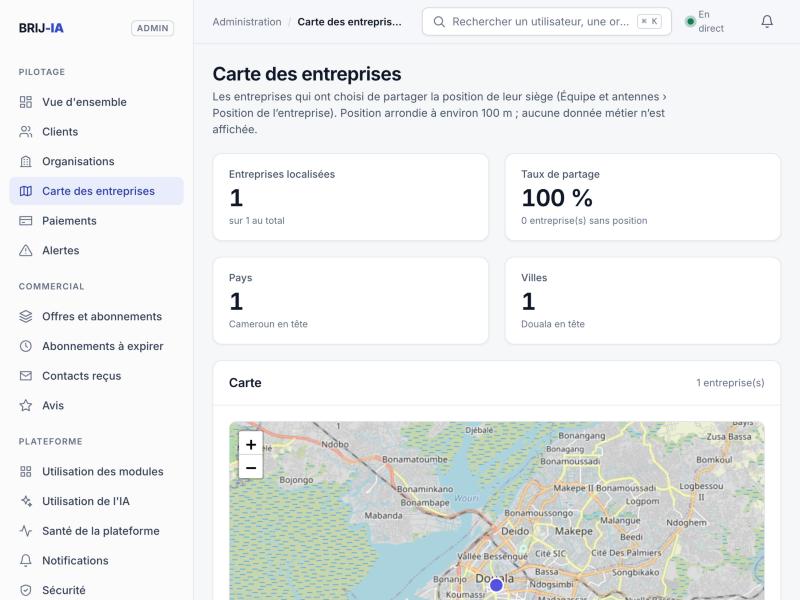 BRIJ-IA
ADMIN
PILOTAGE
Vue d'ensemble
Clients
Organisations
Carte des entreprises
Paiements
Alertes
COMMERCIAL
Offres et abonnements
Abonnements à expirer
Contacts reçus
Avis
PLATEFORME
Utilisation des modules
Utilisation de l'IA
Santé de la plateforme
Notifications
Sécurité
Administration / Carte des entrepris...
Rechercher un utilisateur, une or...
⌘ K
En
direct
Carte des entreprises
Les entreprises qui ont choisi de partager la position de leur siège (Équipe et antennes ›
Position de l'entreprise). Position arrondie à environ 100 m ; aucune donnée métier n'est
affichée.
Entreprises localisées
1
sur 1 au total
Taux de partage
100 %
0 entreprise(s) sans position
Pays
1
Cameroun en tête
Villes
1
Douala en tête
Carte
1 entreprise(s)
+
−
1
Djébalé
Ndobo
Bonamatoumbe
Bojongo
Bonaminkano
Bonambape
Wouri
Mabanda
Bonangang
Bonagang
Bonamoussadi
Zusa Bassa
Bomkoul
Makepe II
Bonamoussadi
Logbessou
II
Logpom
Bonamoussongo
Malangue
Ndoghem
Deido
Makepe
Beedi
Vallée Bessengue
Cité SIC
Cité Des Palmiers
Songbikako
Bassa
Bonanjo
Douala
Ndogsimbi
Koumassi